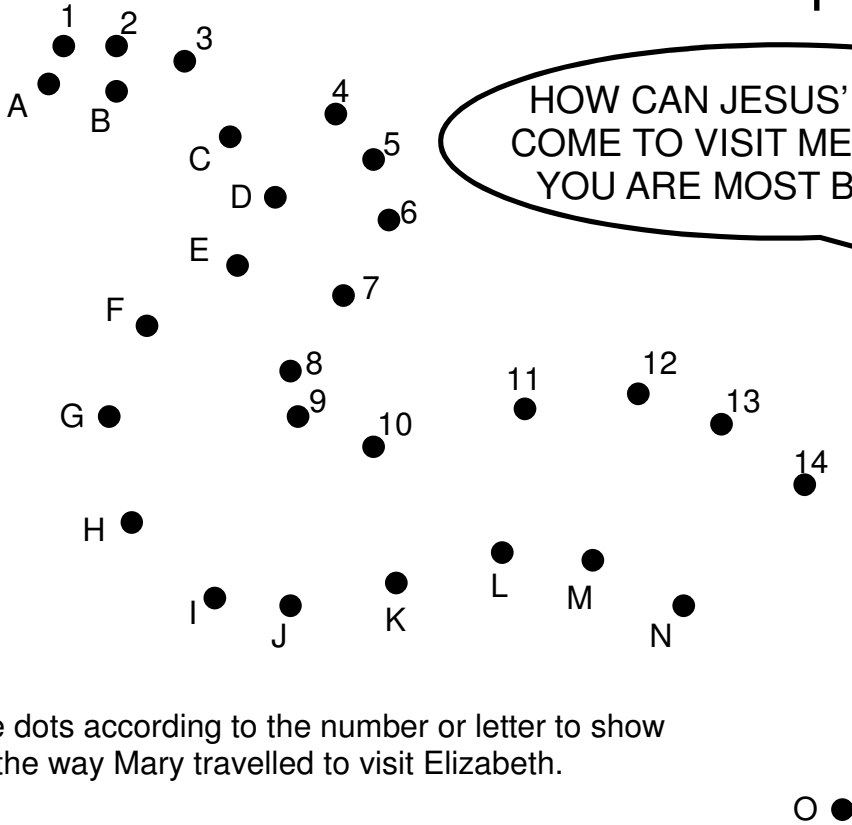 1 2 3
A B
4
HOW CAN JESUS’
COME TO VISIT ME
YOU ARE MOST B
C 5
D 6
E
7
F
8
9
10
11 12
13
14
G
H
I J K L M N
e dots according to the number or letter to show
the way Mary travelled to visit Elizabeth.
O